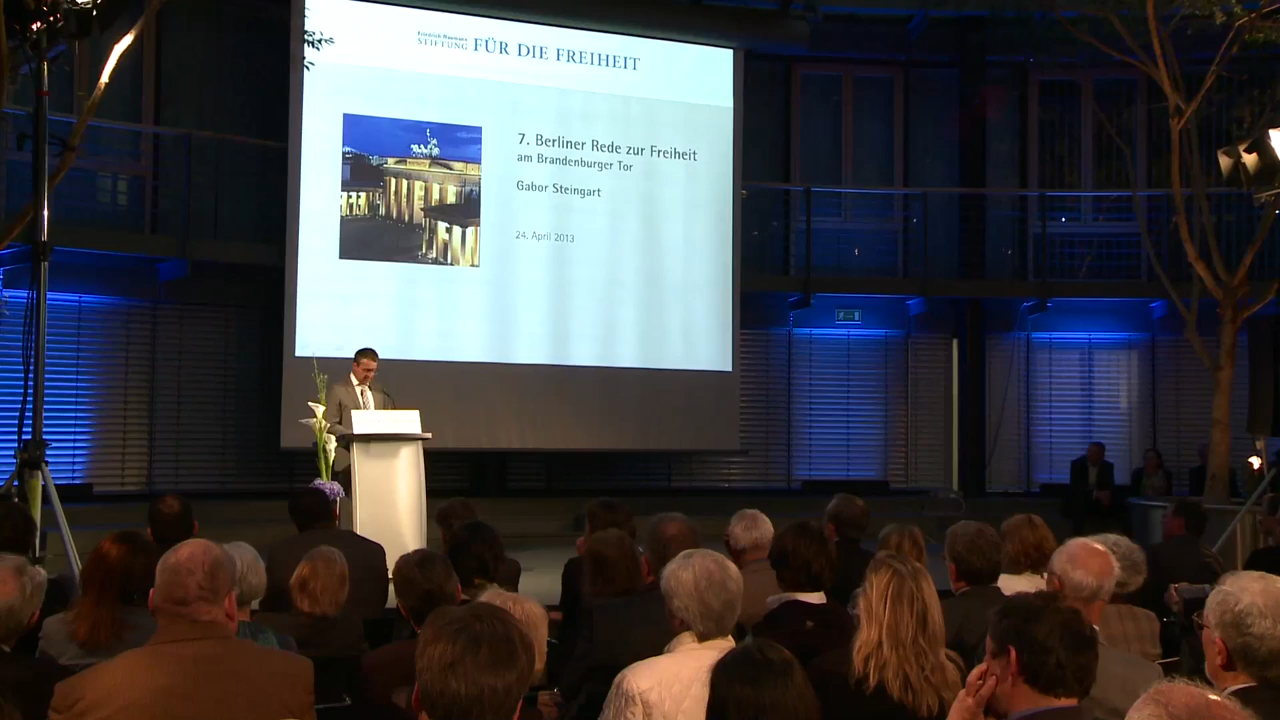 Friedrich Naumann
STIFTUNG FÜR DIE FREIHEIT
7. Berliner Rede zur Freiheit
am Brandenburger Tor
Gabor Steingart
24. April 2013